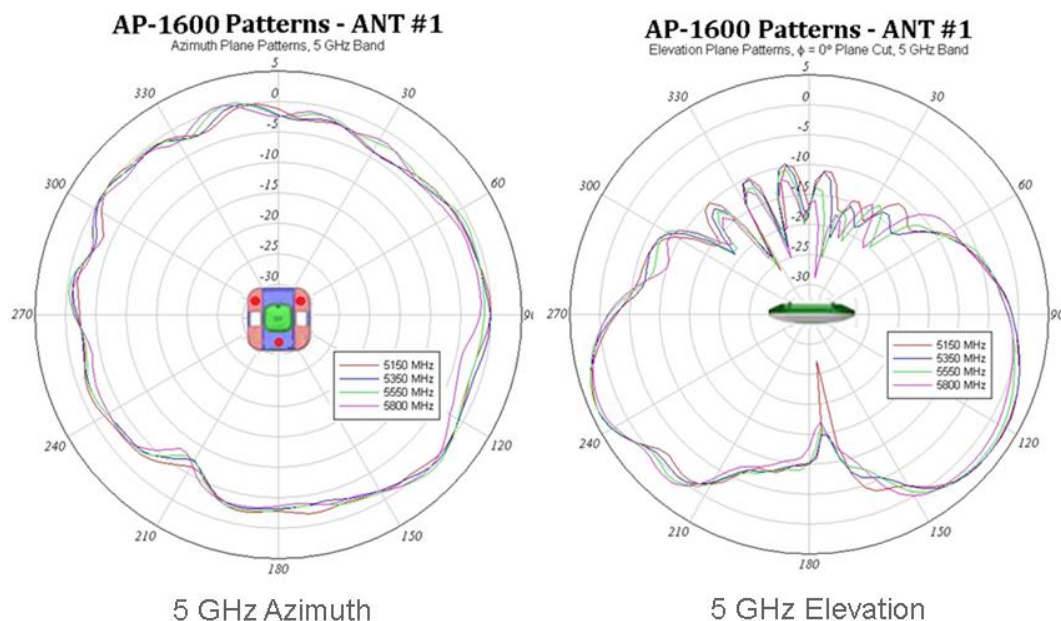 AP-1600 Patterns - ANT #1
Azimuth Plane Patterns, 5 GHz Band
5
0
-5
-10
-15
-20
-25
-30
330
30
300
60
270
90
240
120
210
150
180
5150 MHz
5350 MHz
5550 MHz
5800 MHz
5 GHz Azimuth
AP-1600 Patterns - ANT #1
Elevation Plane Patterns, ϕ = 0° Plane Cut, 5 GHz Band
5
0
-5
-10
-15
-20
-25
-30
330
30
300
60
270
90
240
120
210
150
180
5150 MHz
5350 MHz
5550 MHz
5800 MHz
5 GHz Elevation